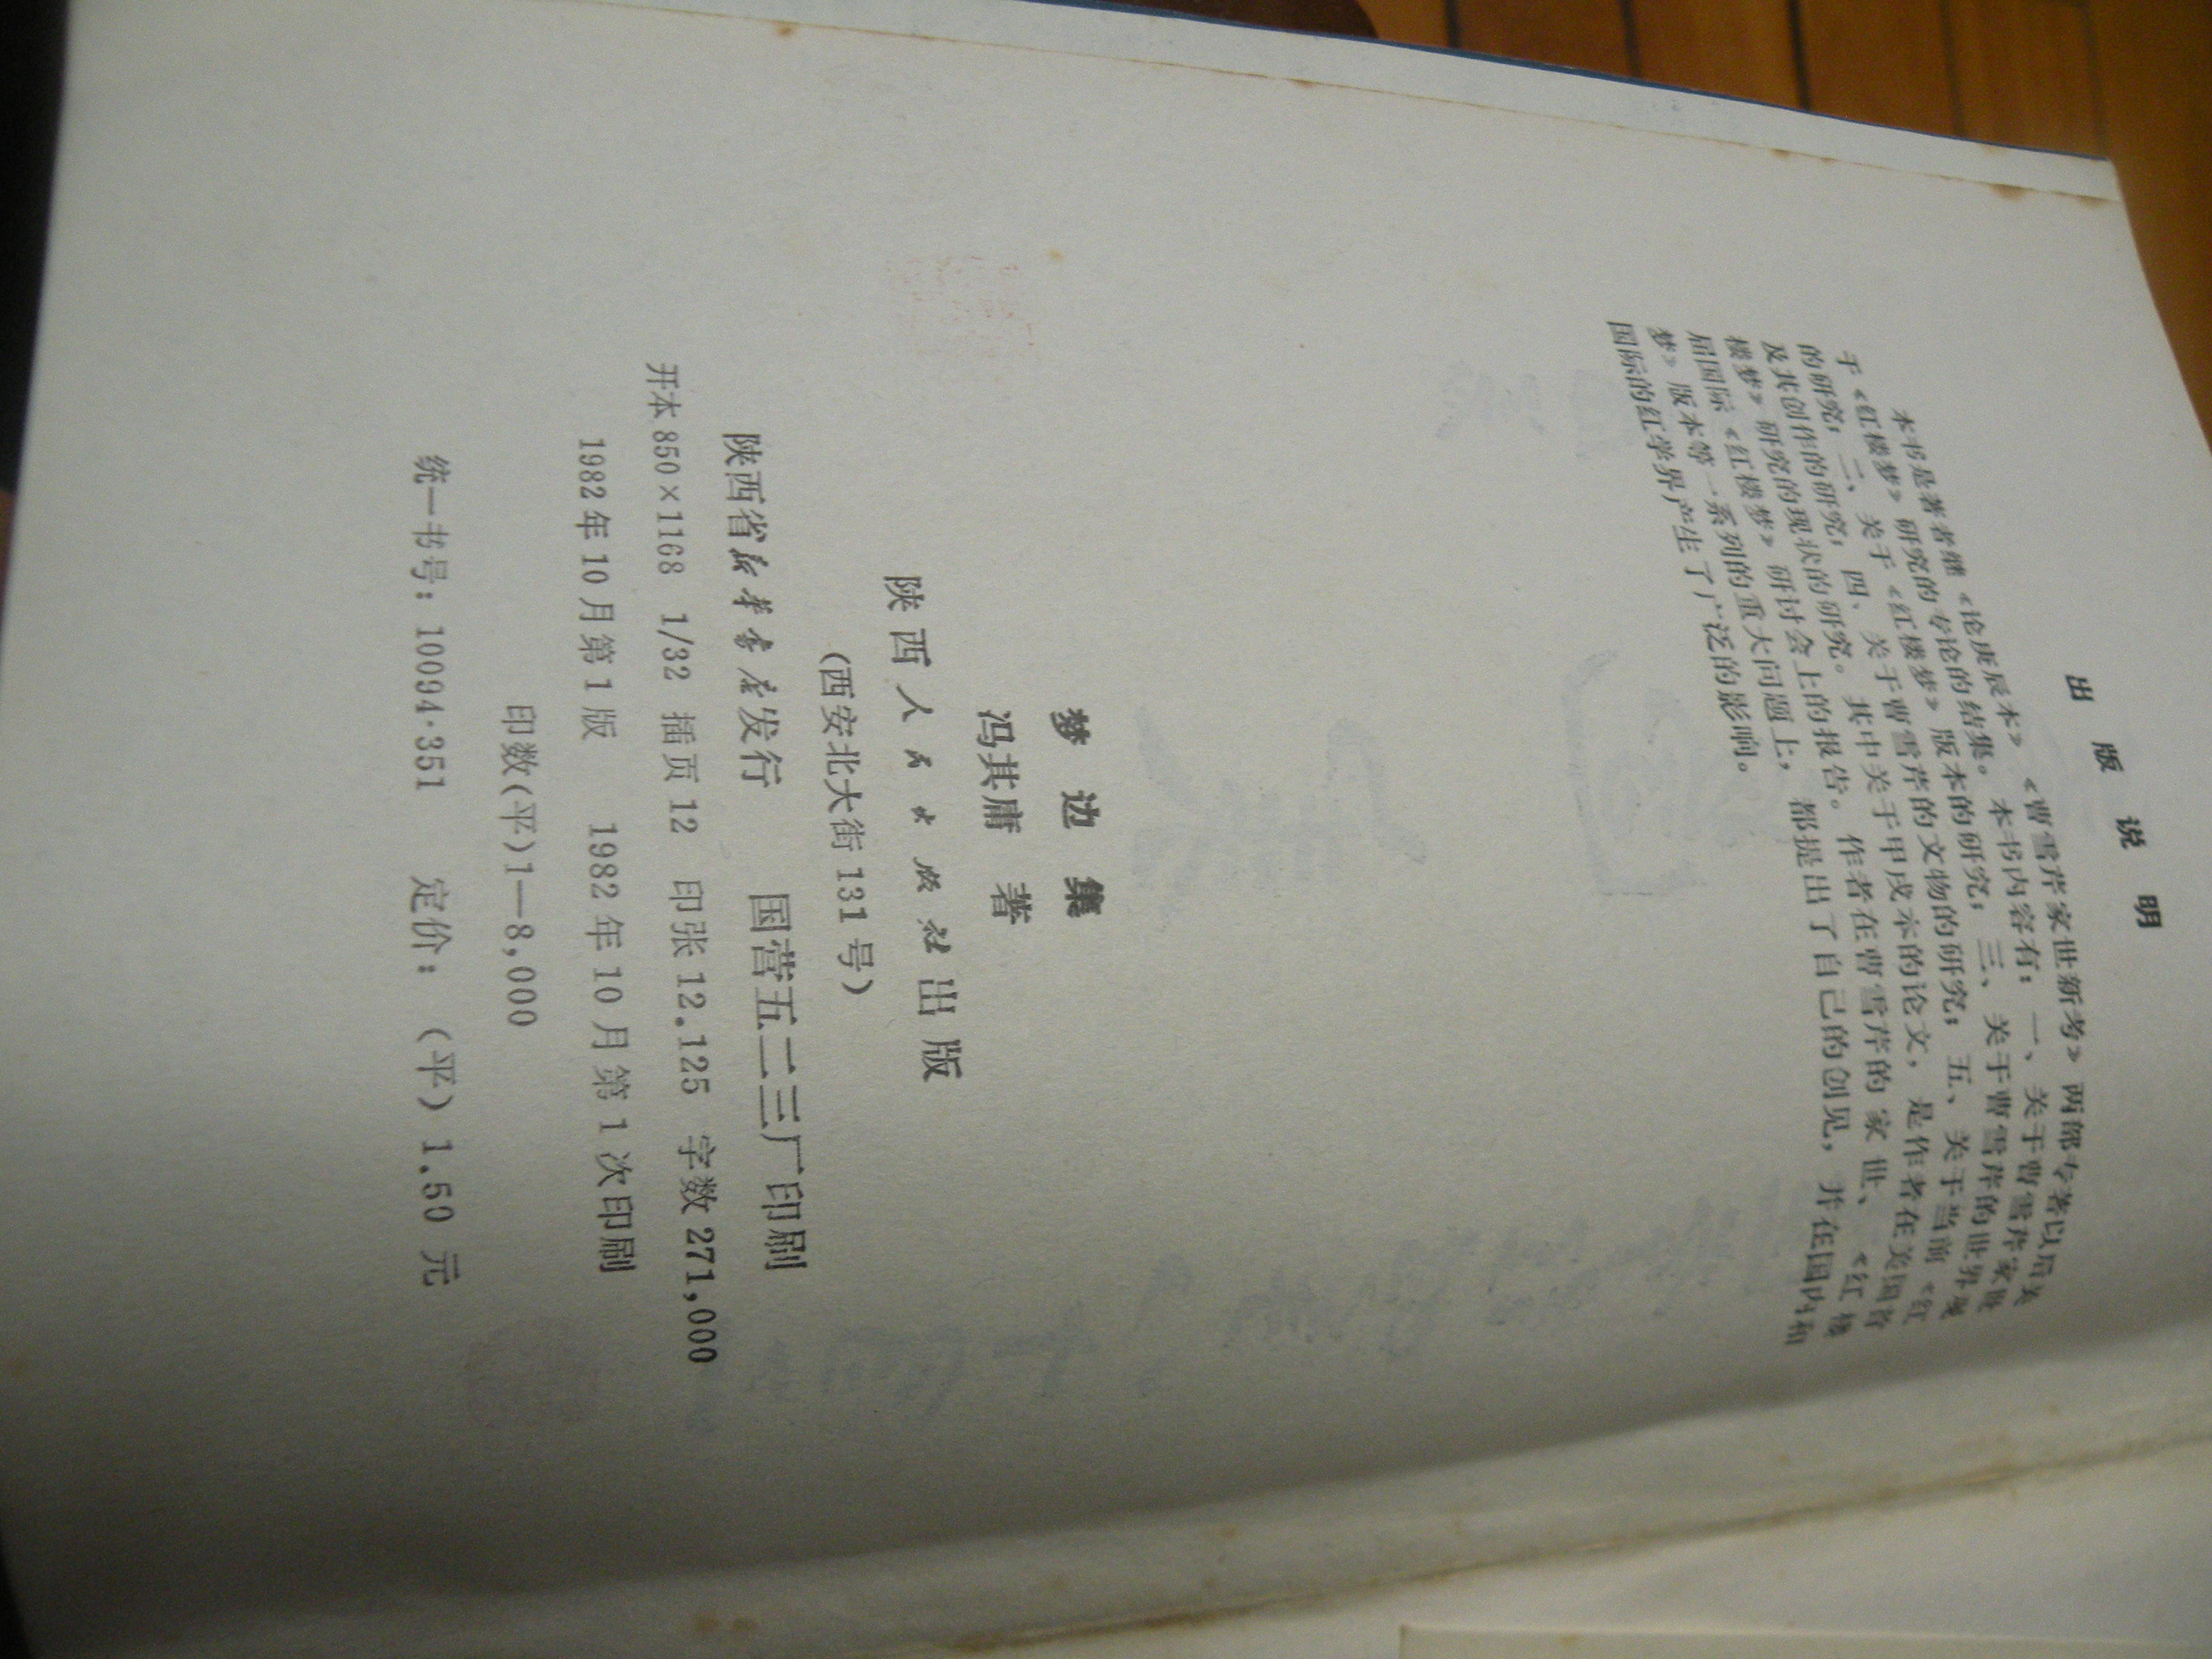 出版说明
本书是著者继《论庚辰本》《曹雪芹家世新考》两部专著以后关
于《红楼梦》研究的专论的结集。本书内容有：一、关于曹雪芹家世
的研究；二、关于《红楼梦》版本的研究；三、关于曹雪芹的世界观
及其创作的研究；四、关于曹雪芹的文物的研究；五、关于当前《红
楼梦》研究的现状的研究。其中关于甲戌本的论文，是作者在美国首
届国际《红楼梦》研讨会上的报告。作者在曹雪芹的家世、《红楼
梦》版本等一系列的重大问题上，都提出了自己的创见，并在国内和
国际的红学界产生了广泛的影响。
梦边集
冯其庸 著
陕西人民出版社出版
(西安北大街131号)
陕西省新华书店发行 国营五二三厂印刷
开本850×1168 1/32 插页12 印张12.125 字数271,000
1982年10月第1版 1982年10月第1次印刷
印数(平)1—8,000
统一书号：10094·351 定价：(平)1.50元